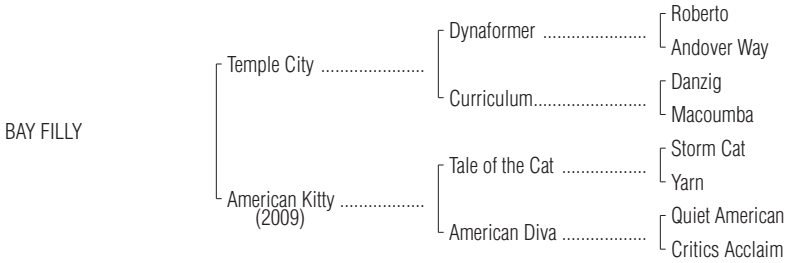 Roberto
Dynaformer ......................
Andover Way
Temple City ......................
Danzig
Curriculum........................
Macoumba
BAY FILLY
Storm Cat
Tale of the Cat ..................
Yarn
American Kitty ..................
(2009)
Quiet American
American Diva ..................
Critics Acclaim